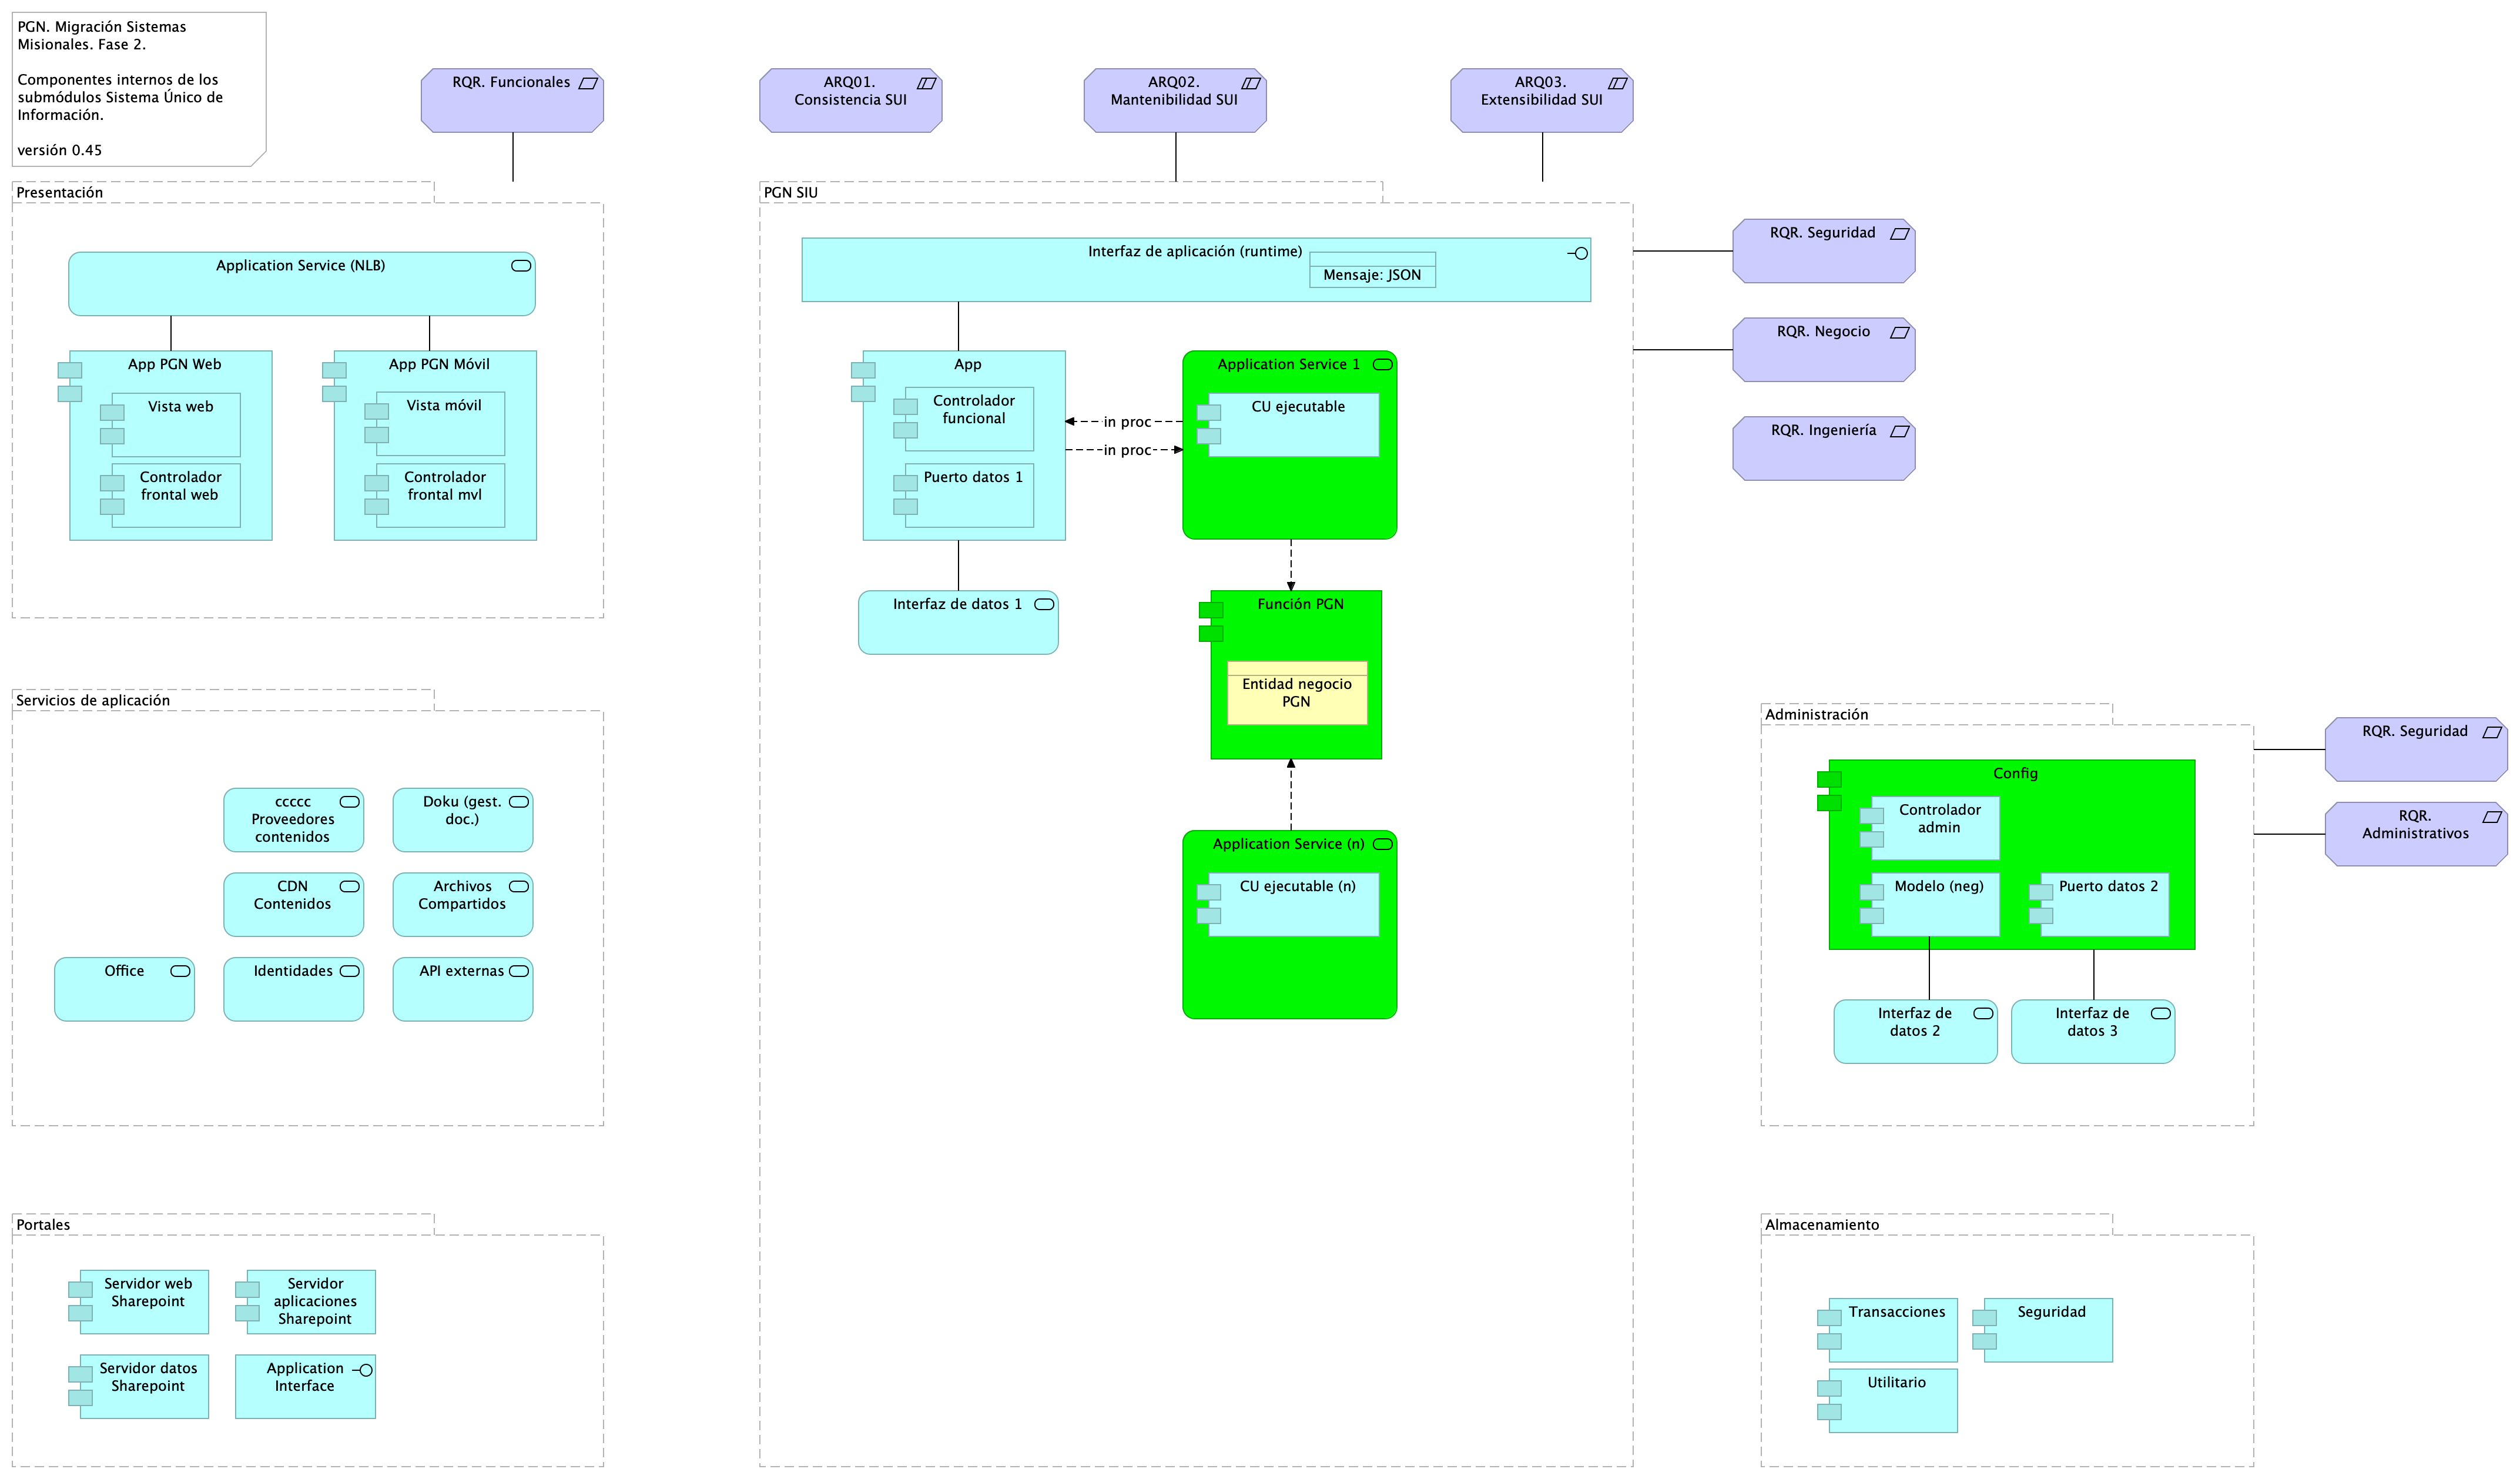 PGN. Migración Sistemas
Misionales. Fase 2.
Componentes internos de los
submódulos Sistema Único de
Información.
versión 0.45
RQR. Funcionales
ARQ01.
Consistencia SUI
ARQ02.
Mantenibilidad SUI
ARQ03.
Extensibilidad SUI
Presentación
Application Service (NLB)
App PGN Web
Vista web
Controlador
frontal web
App PGN Móvil
Vista móvil
Controlador
frontal mvl
PGN SIU
Interfaz de aplicación (runtime)
Mensaje: JSON
App
Controlador
funcional
Puerto datos 1
in proc
in proc
Application Service 1
CU ejecutable
Interfaz de datos 1
Función PGN
Entidad negocio
PGN
Application Service (n)
CU ejecutable (n)
RQR. Seguridad
RQR. Negocio
RQR. Ingeniería
Servicios de aplicación
ccccc
Proveedores
contenidos
Doku (gest.
doc.)
CDN
Contenidos
Archivos
Compartidos
Office
Identidades
API externas
Administración
Config
Controlador
admin
Modelo (neg)
Puerto datos 2
Interfaz de
datos 2
Interfaz de
datos 3
RQR. Seguridad
RQR.
Administrativos
Portales
Servidor web
Sharepoint
Servidor
aplicaciones
Sharepoint
Servidor datos
Sharepoint
Application
Interface
Almacenamiento
Transacciones
Seguridad
Utilitario